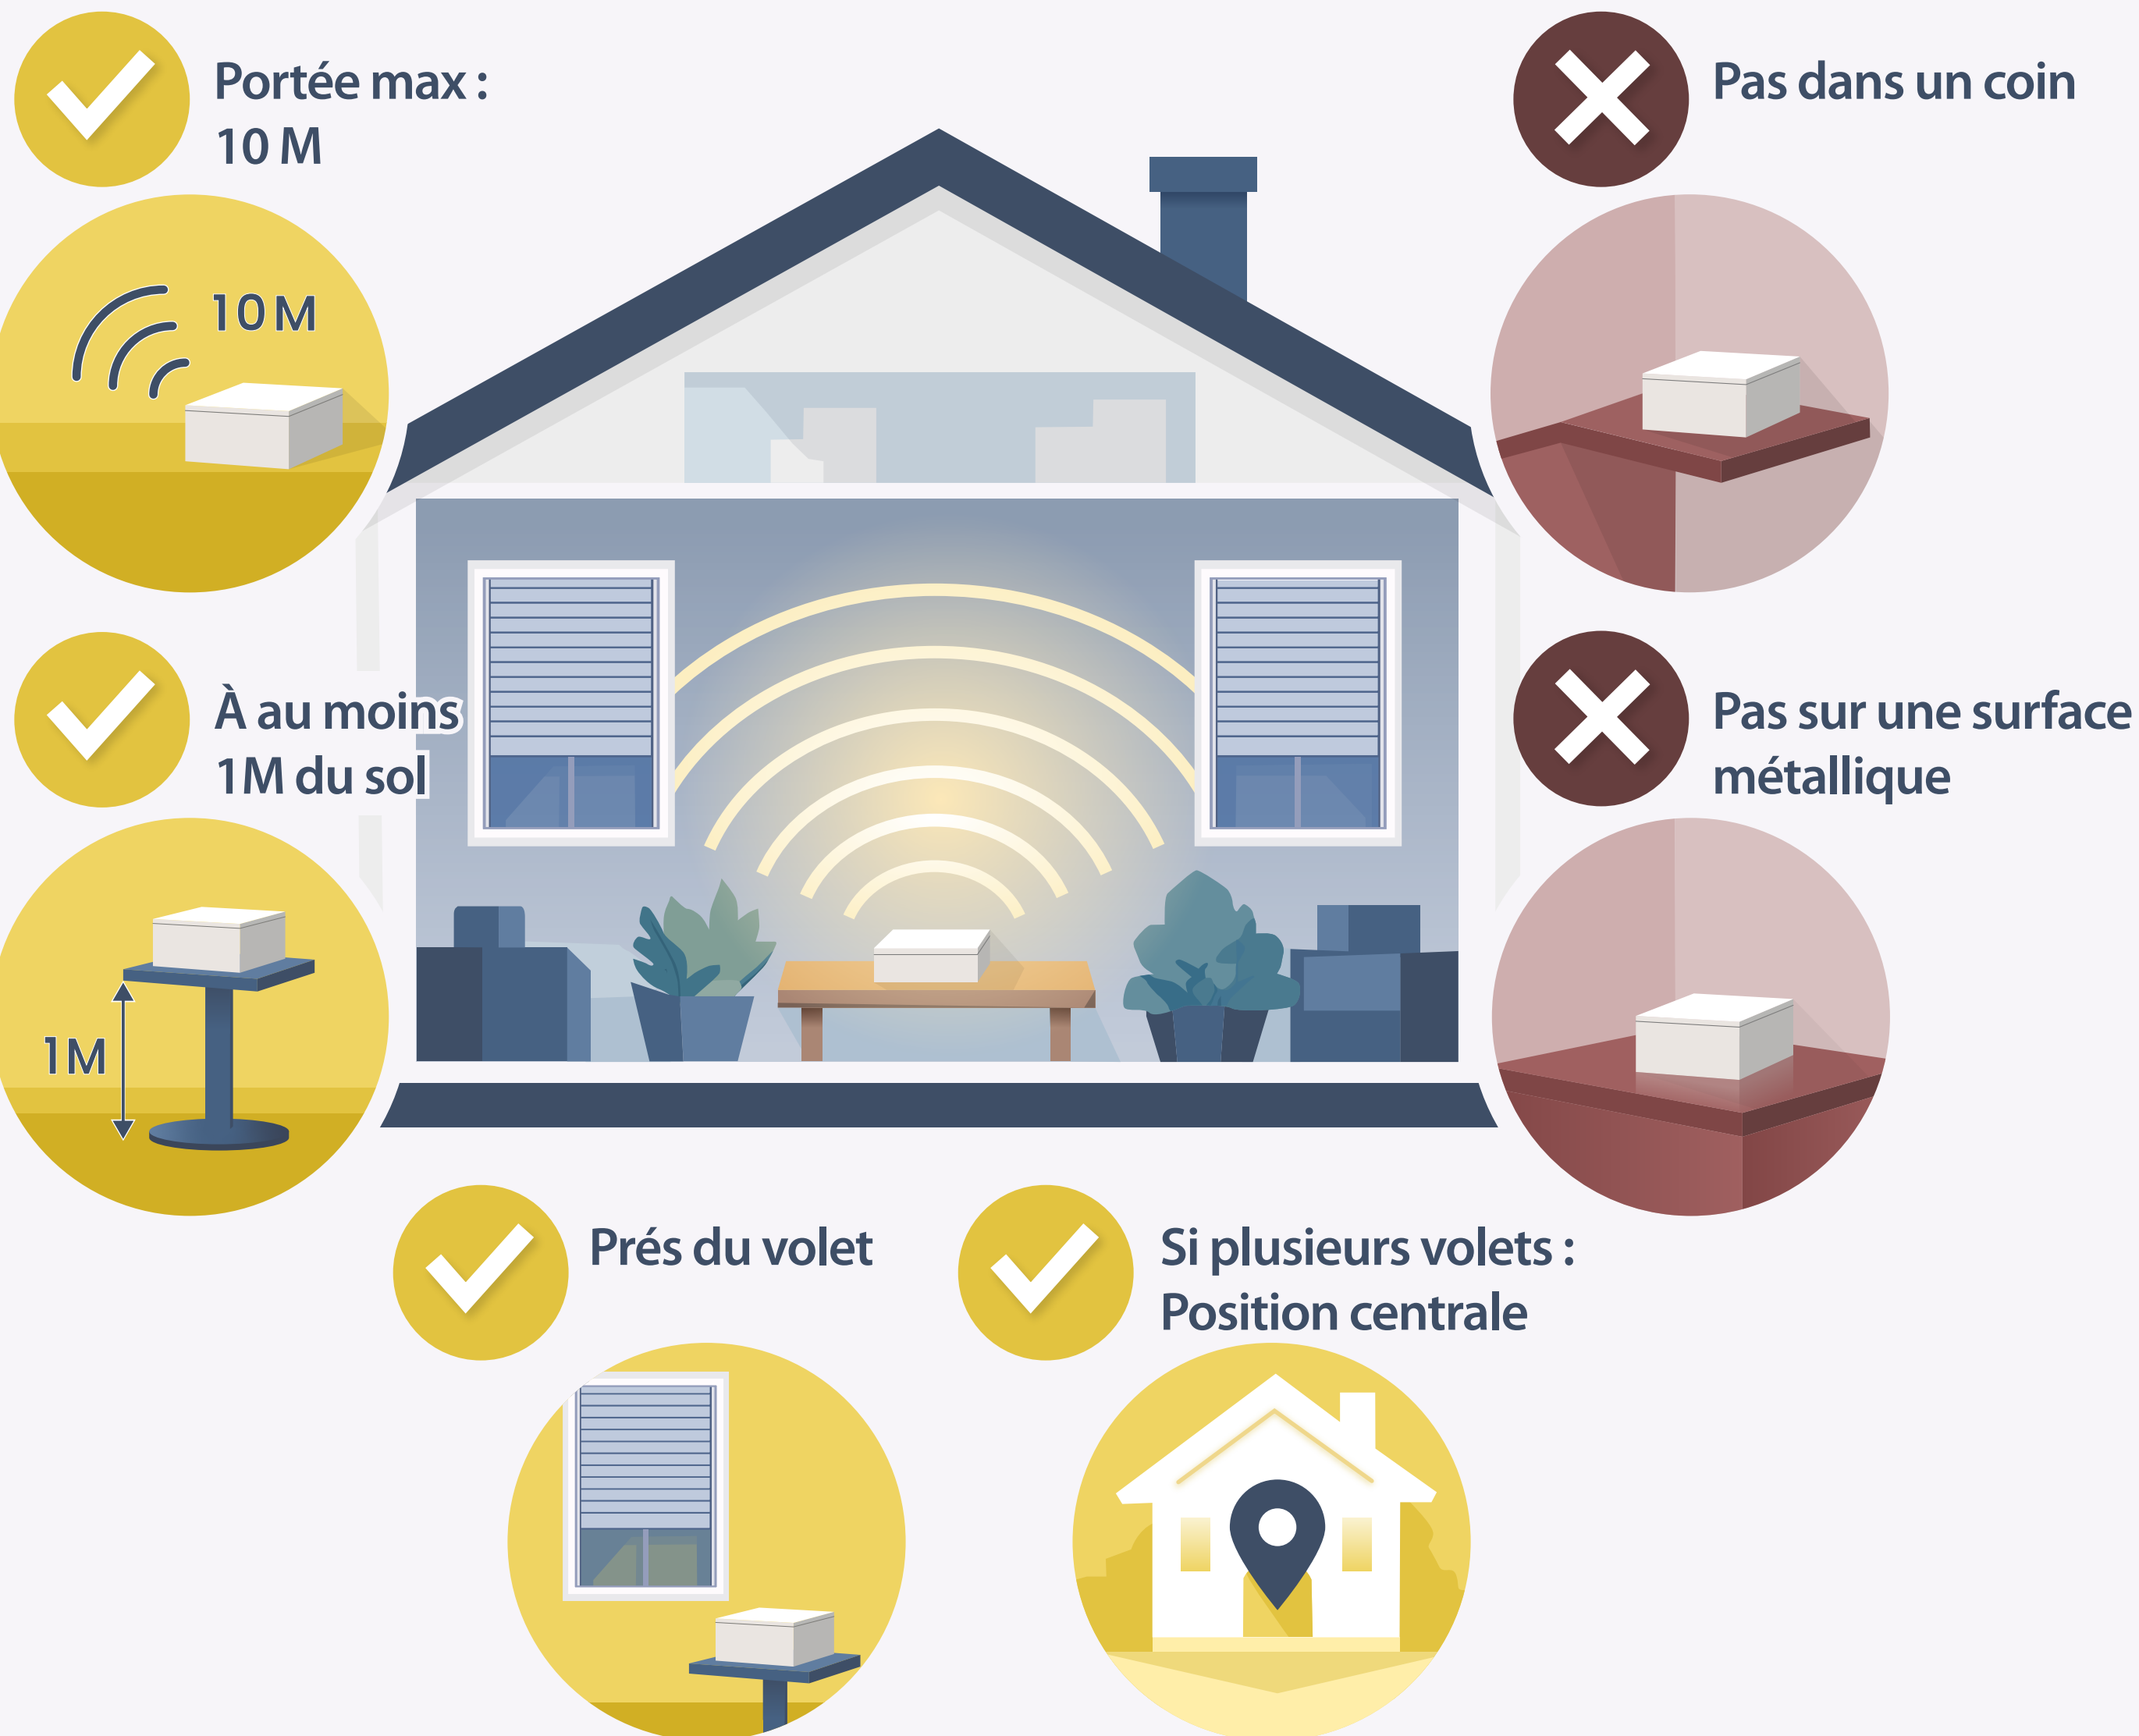 Portée max :
10 M
10 M
Pas dans un coin
À au moins
1M du sol
1M
Pas sur une surface
métallique
Prés du volet
Si plusieurs volets :
Position centrale